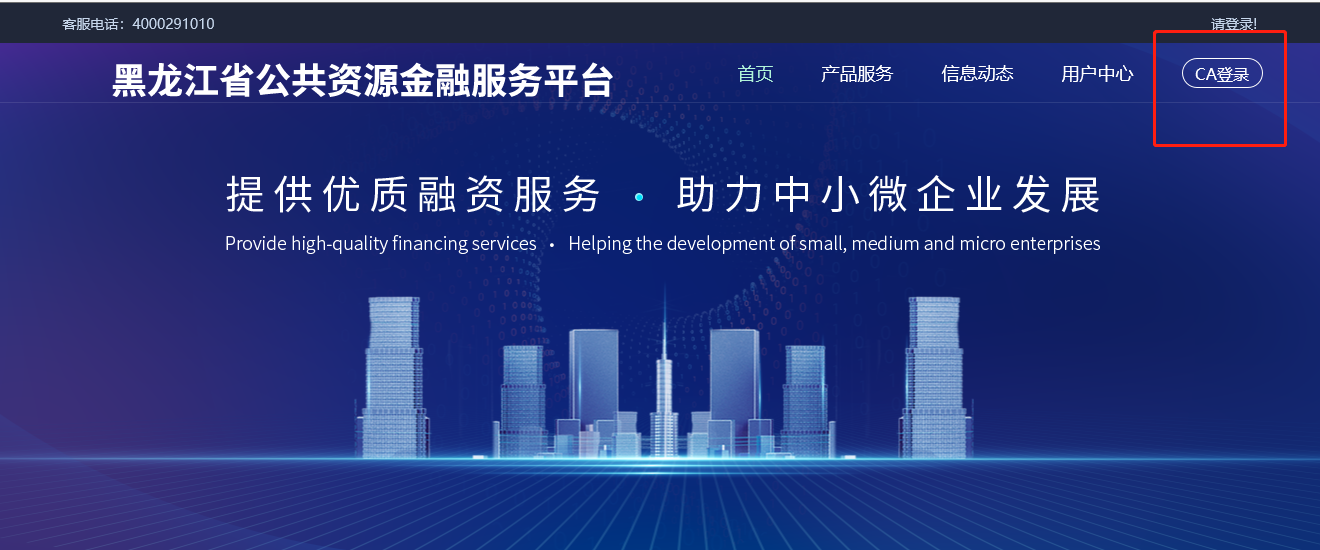 客服电话：4000291010 请登录!
黑龙江省公共资源金融服务平台 首页 产品服务 信息动态 用户中心 CA登录
提供优质融资服务 • 助力中小微企业发展
Provide high-quality financing services • Helping the development of small, medium and micro enterprises